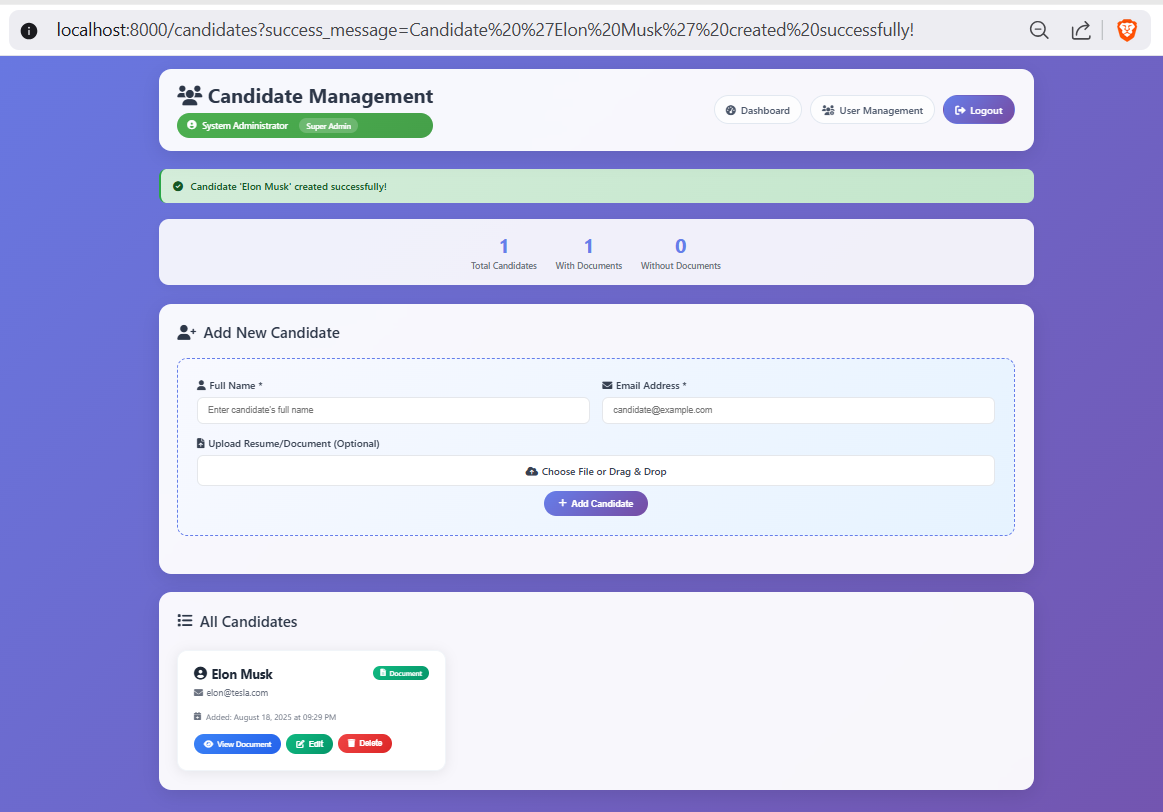 localhost:8000/candidates?success_message=Candidate%20%27Elon%20Musk%27%20created%20successfully!
Candidate Management
System Administrator Super Admin
Dashboard User Management Logout
Candidate 'Elon Musk' created successfully!
1 1 0
Total Candidates With Documents Without Documents
Add New Candidate
Full Name * Email Address *
Enter candidate's full name candidate@example.com
Upload Resume/Document (Optional)
Choose File or Drag & Drop
+ Add Candidate
All Candidates
Elon Musk Document
elon@tesla.com
Added: August 18, 2025 at 09:29 PM
View Document Edit Delete